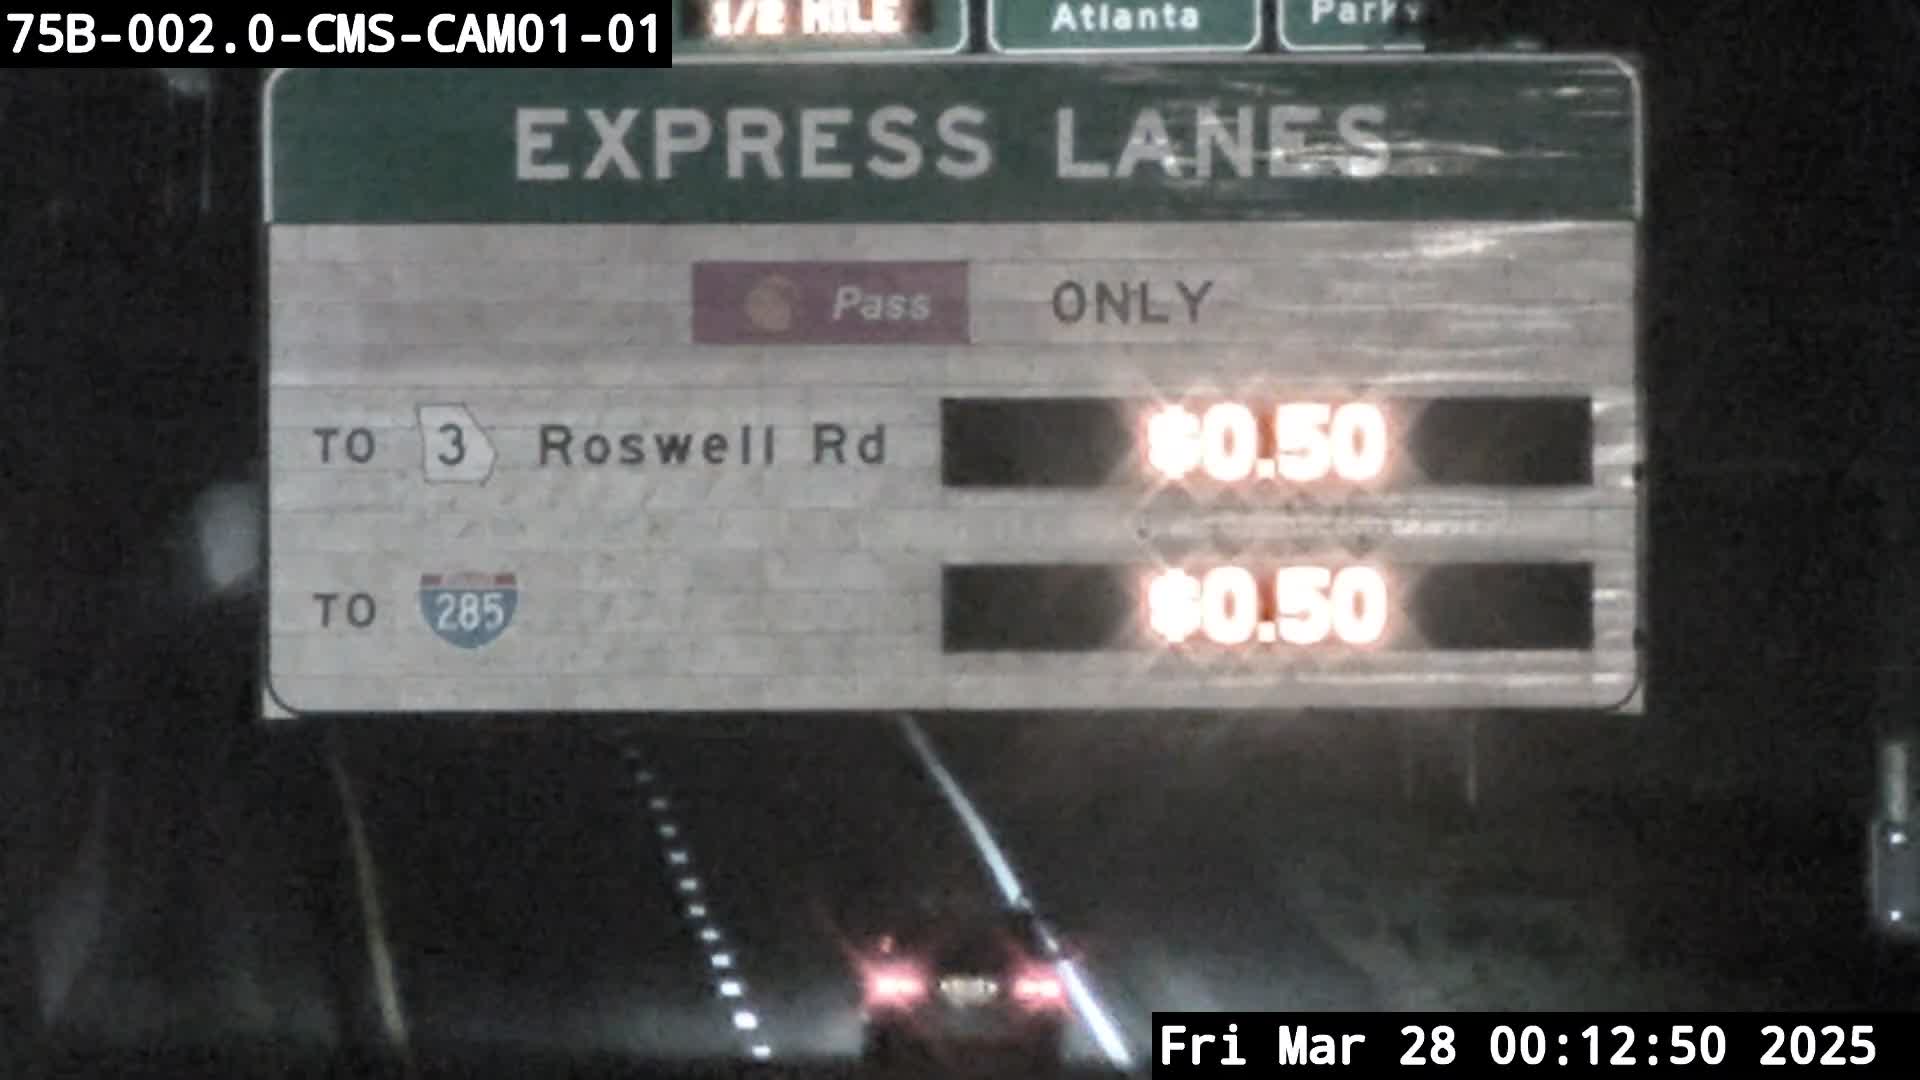 75B-002.0-CMS-CAM01-01
1/2 MILE
Atlanta
EXPRESS LANES
Pass ONLY
TO 3 Roswell Rd $0.50
TO 285 $0.50
Fri Mar 28 00:12:50 2025